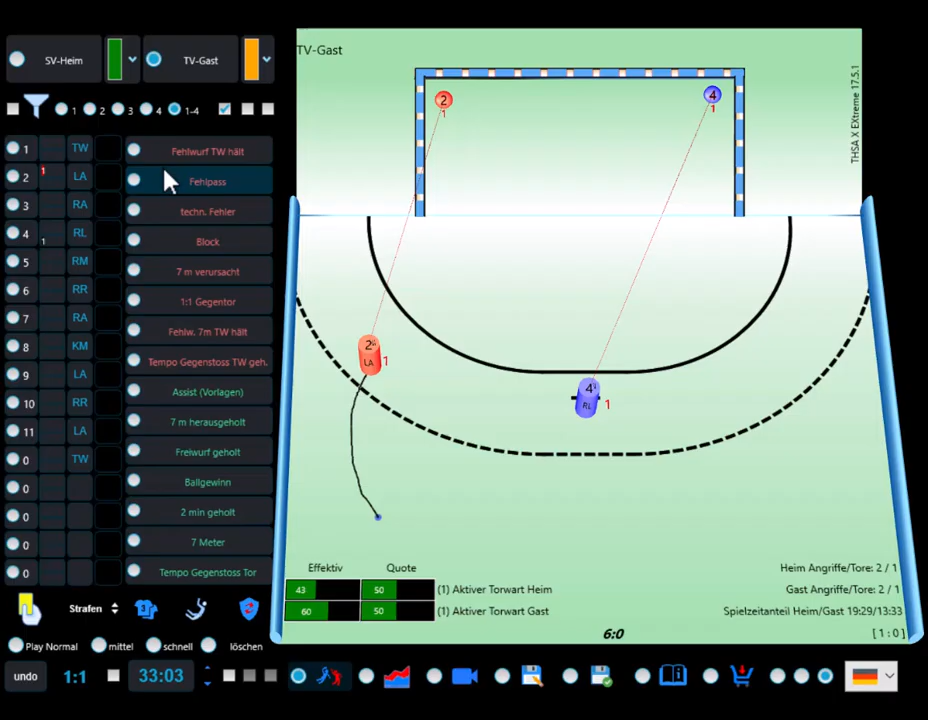 TV-Gast
SV-Heim
TV-Gast
1 2 3 4 1-4
THSA X EXtreme 17.5.1
2
1
4
1
1 TW
2 1 LA
3 RA
4 1 RL
5 RM
6 RR
7 RA
8 KM
9 LA
10 RR
11 LA
0 TW
0
0
0
0
Fehlwurf TW hält
Fehlpass
techn. Fehler
Block
7 m verursacht
1:1 Gegentor
Fehlw. 7m TW hält
Tempo Gegenstoss TW geh.
Assist (Vorlagen)
7 m herausgeholt
Freiwurf geholt
Ballgewinn
2 min geholt
7 Meter
Tempo Gegenstoss Tor
2
LA
1
4
RL
1
Effektiv Quote
43 50 (1) Aktiver Torwart Heim
60 50 (1) Aktiver Torwart Gast
Heim Angriffe/Tore: 2 / 1
Gast Angriffe/Tore: 2 / 1
Spielzeitanteil Heim/Gast 19:29/13:33
6:0
[ 1 : 0 ]
Strafen
Play Normal mittel schnell löschen
undo 1:1 33:03